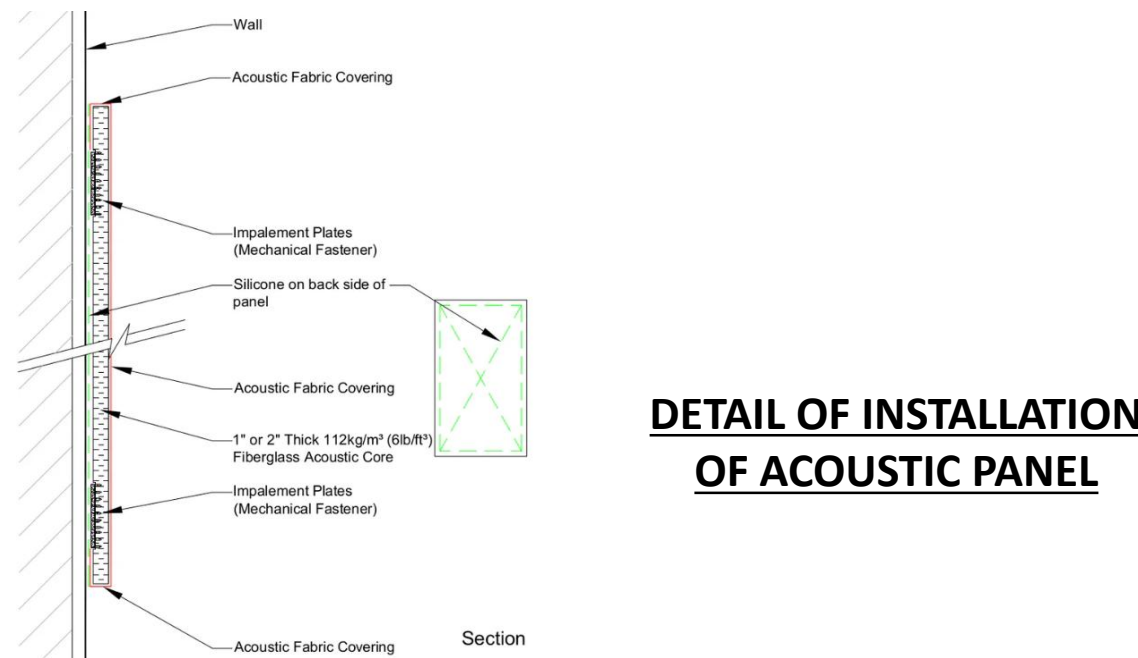 Wall
Acoustic Fabric Covering
Impalement Plates
(Mechanical Fastener)
Silicone on back side of
panel
Acoustic Fabric Covering
1" or 2" Thick 112kg/m³ (6lb/ft³)
Fiberglass Acoustic Core
Impalement Plates
(Mechanical Fastener)
Acoustic Fabric Covering
Section
DETAIL OF INSTALLATION
OF ACOUSTIC PANEL